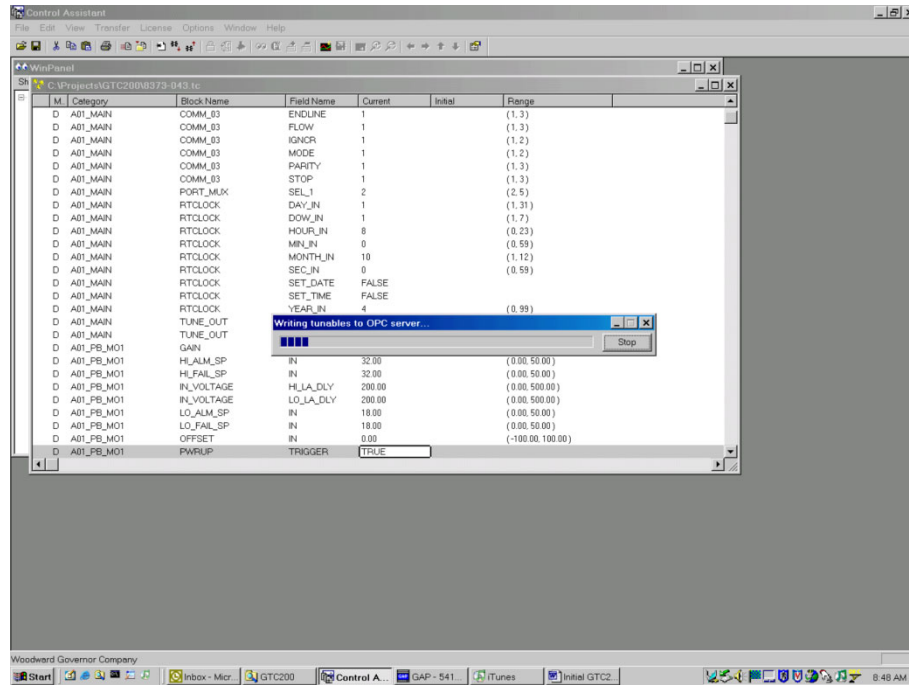 Control Assistant
File Edit View Transfer License Options Window Help
WinPanel
Sh C:\Projects\GTC200\8373-043.tc
M. Category Block Name Field Name Current Initial Range
D A01_MAIN COMM_03 ENDLINE 1 (1, 3)
D A01_MAIN COMM_03 FLOW 1 (1, 3)
D A01_MAIN COMM_03 IGNCR 1 (1, 2)
D A01_MAIN COMM_03 MODE 1 (1, 2)
D A01_MAIN COMM_03 PARITY 1 (1, 3)
D A01_MAIN COMM_03 STOP 1 (1, 3)
D A01_MAIN PORT_MUX SEL_1 2 (2, 5)
D A01_MAIN RTCLOCK DAY_IN 1 (1, 31)
D A01_MAIN RTCLOCK DOW_IN 1 (1, 7)
D A01_MAIN RTCLOCK HOUR_IN 8 (0, 23)
D A01_MAIN RTCLOCK MIN_IN 0 (0, 59)
D A01_MAIN RTCLOCK MONTH_IN 10 (1, 12)
D A01_MAIN RTCLOCK SEC_IN 0 (0, 59)
D A01_MAIN RTCLOCK SET_DATE FALSE
D A01_MAIN RTCLOCK SET_TIME FALSE
D A01_MAIN RTCLOCK YEAR_IN 4 (0, 99)
D A01_MAIN TUNE_OUT
Writing tunables to OPC server...
D A01_MAIN TUNE_OUT
Stop
D A01_PB_MO1 GAIN
D A01_PB_MO1 HI_ALM_SP IN 32.00 (0.00, 50.00)
D A01_PB_MO1 HI_FAIL_SP IN 32.00 (0.00, 50.00)
D A01_PB_MO1 IN_VOLTAGE HI_LA_DLY 200.00 (0.00, 500.00)
D A01_PB_MO1 IN_VOLTAGE LO_LA_DLY 200.00 (0.00, 500.00)
D A01_PB_MO1 LO_ALM_SP IN 18.00 (0.00, 50.00)
D A01_PB_MO1 LO_FAIL_SP IN 18.00 (0.00, 50.00)
D A01_PB_MO1 OFFSET IN 0.00 (-100.00, 100.00)
D A01_PB_MO1 PWRUP TRIGGER TRUE
Woodward Governor Company
Start Inbox - Micr... GTC200 Control A... GAP - 541... iTunes Initial GTC2... 8:48 AM